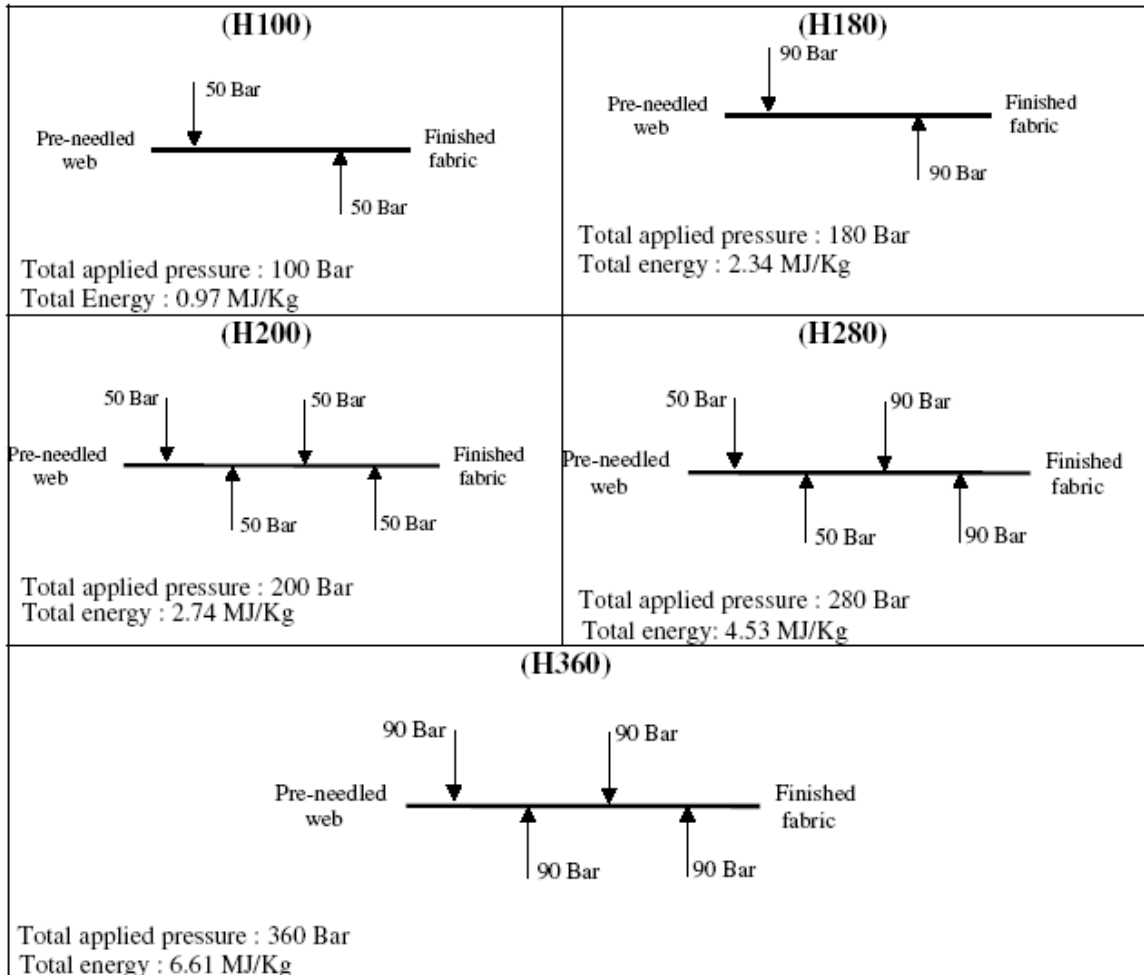 (H100)
50 Bar
Pre-needled
web
Finished
fabric
50 Bar
Total applied pressure : 100 Bar
Total Energy : 0.97 MJ/Kg
(H180)
90 Bar
Pre-needled
web
Finished
fabric
90 Bar
Total applied pressure : 180 Bar
Total energy : 2.34 MJ/Kg
(H200)
50 Bar
50 Bar
Pre-needled
web
Finished
fabric
50 Bar
50 Bar
Total applied pressure : 200 Bar
Total energy : 2.74 MJ/Kg
(H280)
50 Bar
90 Bar
Pre-needled
web
Finished
fabric
50 Bar
90 Bar
Total applied pressure : 280 Bar
Total energy: 4.53 MJ/Kg
(H360)
90 Bar
90 Bar
Pre-needled
web
Finished
fabric
90 Bar
90 Bar
Total applied pressure : 360 Bar
Total energy : 6.61 MJ/Kg